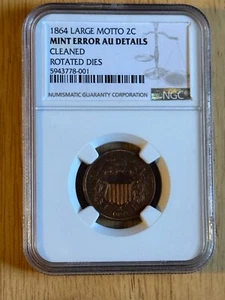 1864 LARGE MOTTO 2C
MINT ERROR AU DETAILS
CLEANED
ROTATED DIES
5943778-001
NUMISMATIC GUARANTY CORPORATION
NGC